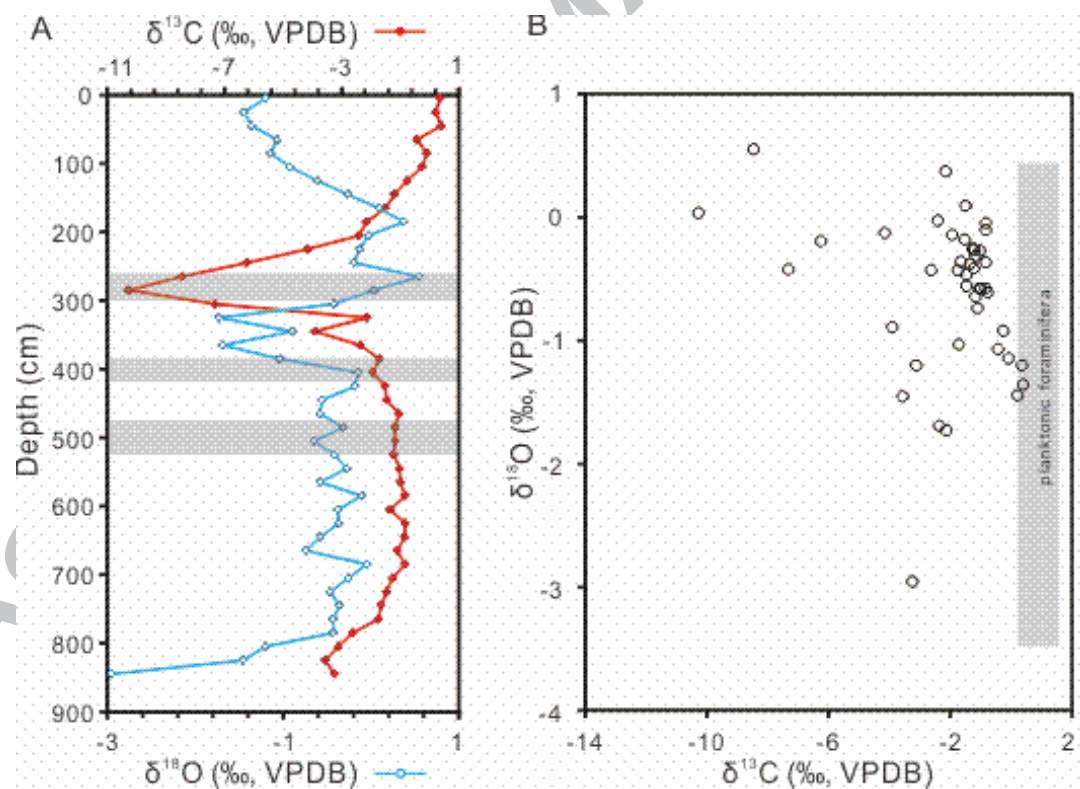 A
δ¹³C (‰, VPDB)
-11 -7 -3 1
0
100
200
300
400
500
600
700
800
900
Depth (cm)
-3 -1 1
δ¹⁸O (‰, VPDB)
B
1
0
-1
-2
-3
-4
δ¹⁸O (‰, VPDB)
planktonic foraminifera
-14 -10 -6 -2 2
δ¹³C (‰, VPDB)